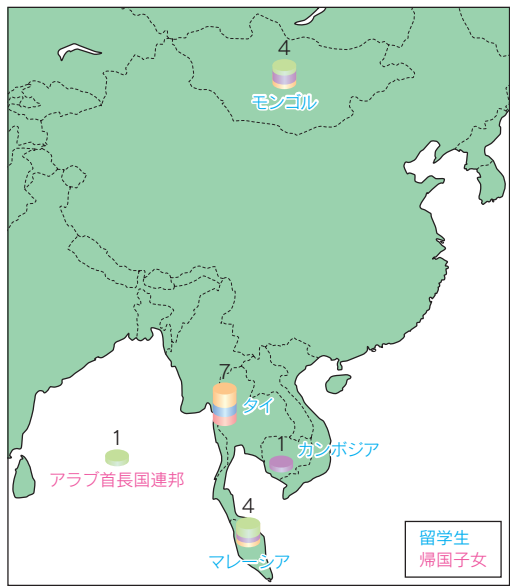 4
モンゴル
7
タイ
1
カンボジア
1
アラブ首長国連邦
4
マレーシア
留学生
帰国子女